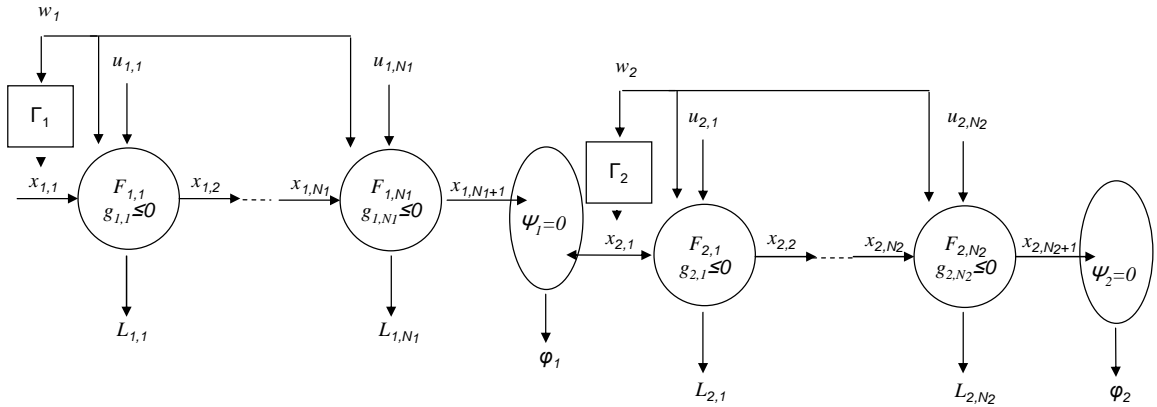 w1
u1,1
u1,N1
Γ1
x1,1
F1,1
g1,1≤0
x1,2
x1,N1
F1,N1
g1,N1≤0
x1,N1+1
ψ1=0
L1,1
L1,N1
φ1
w2
u2,1
u2,N2
Γ2
x2,1
F2,1
g2,1≤0
x2,2
x2,N2
F2,N2
g2,N2≤0
x2,N2+1
ψ2=0
L2,1
L2,N2
φ2